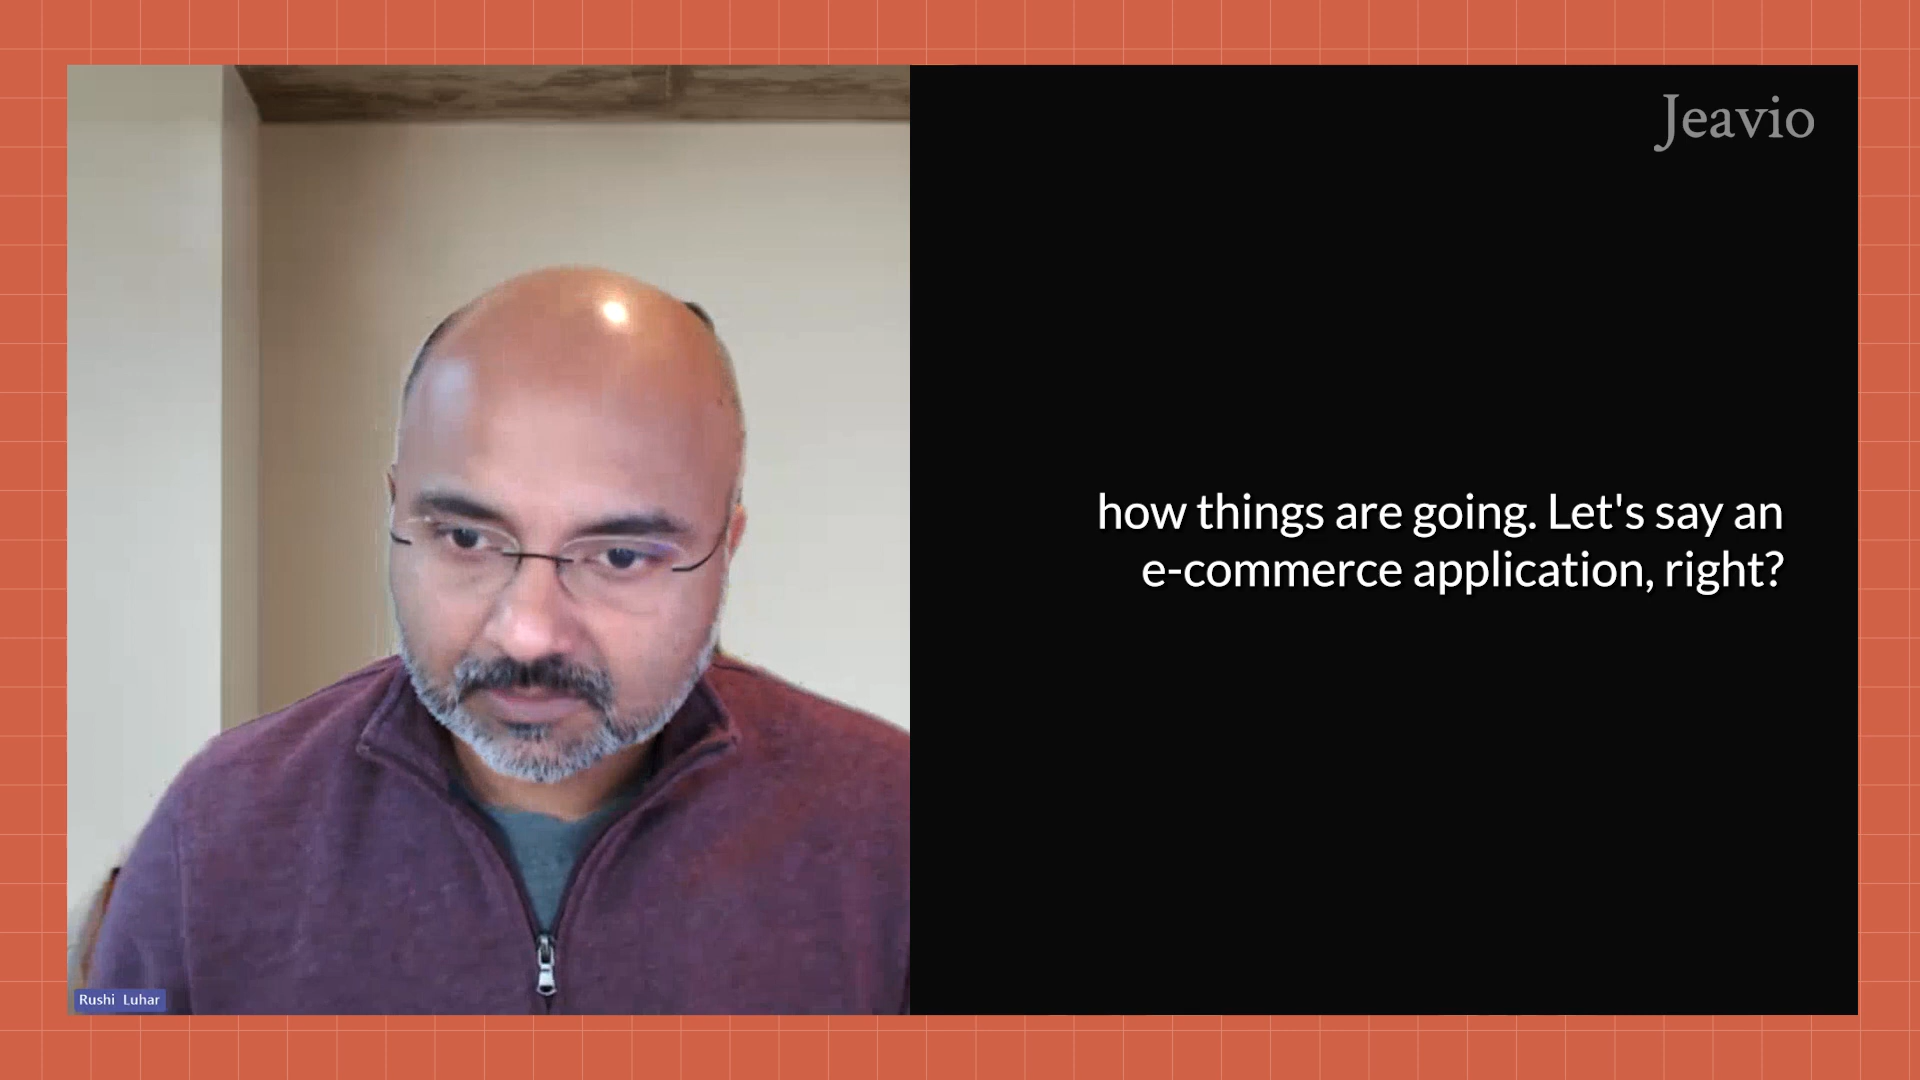 Jeavio
how things are going. Let's say an
e-commerce application, right?
Rushi Luhar